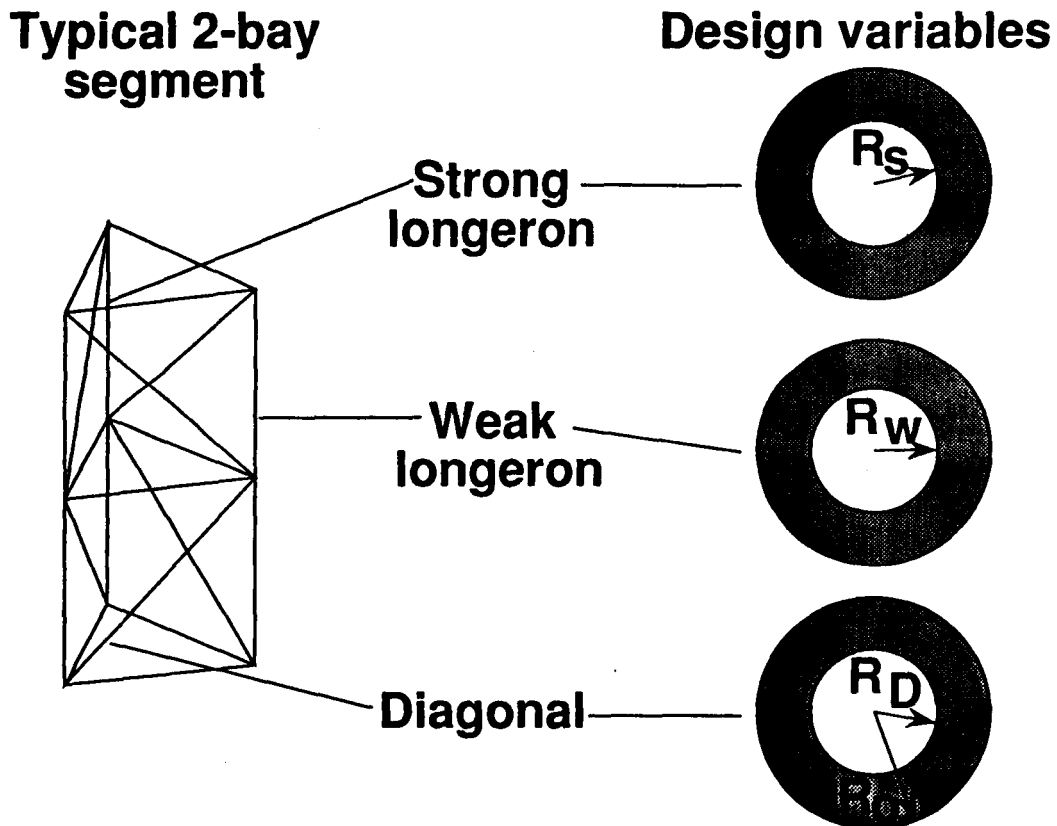 Typical 2-bay
segment
Design variables
Strong
longeron
RS
Weak
longeron
RW
Diagonal
RD